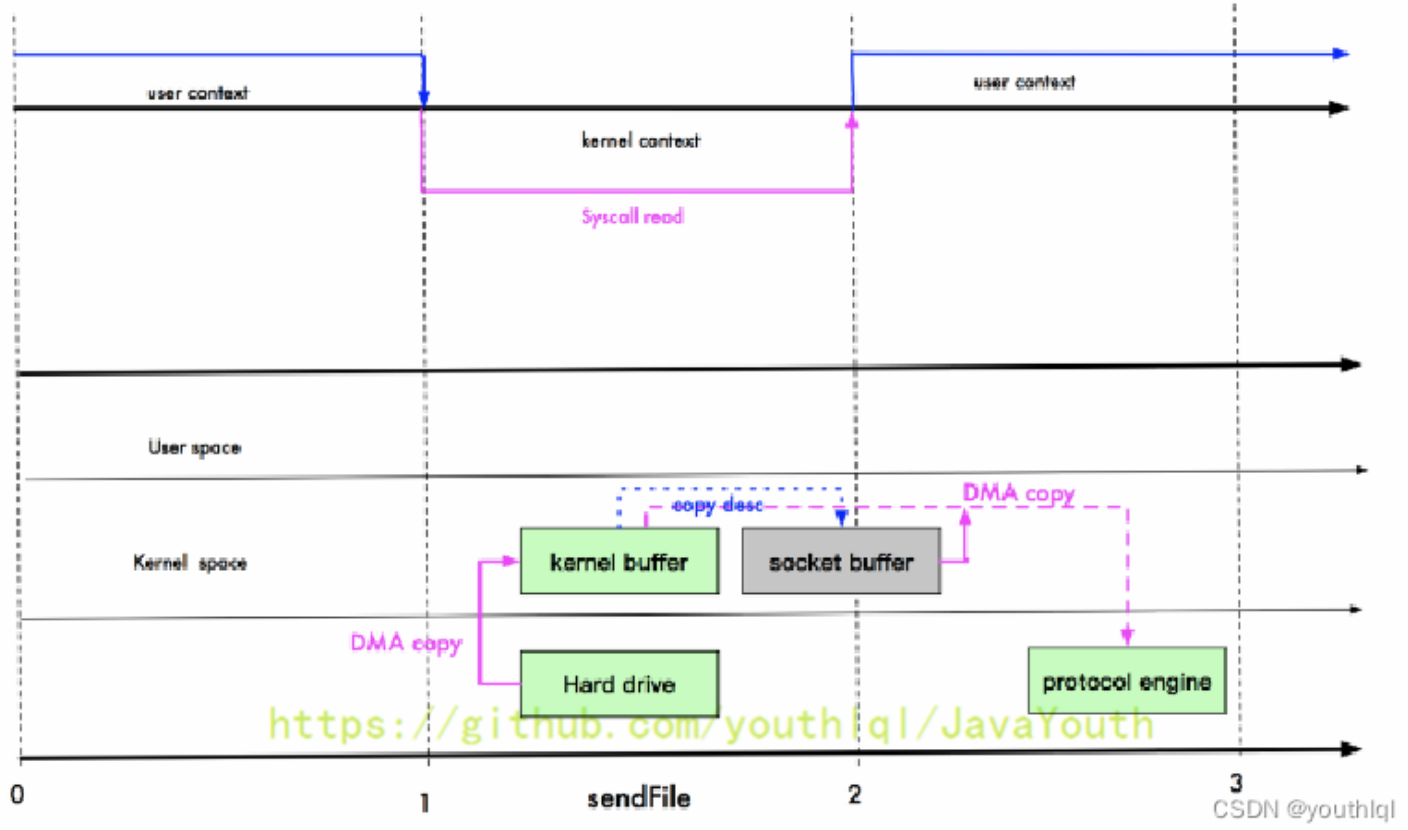 user context
user context
kernel context
Syscall read
User space
DMA copy
copy desc
Kernel space
kernel buffer
socket buffer
DMA copy
Hard drive
protocol engine
https://github.com/youthlql/JavaYouth
0
1
sendFile
2
3
CSDN @youthlql